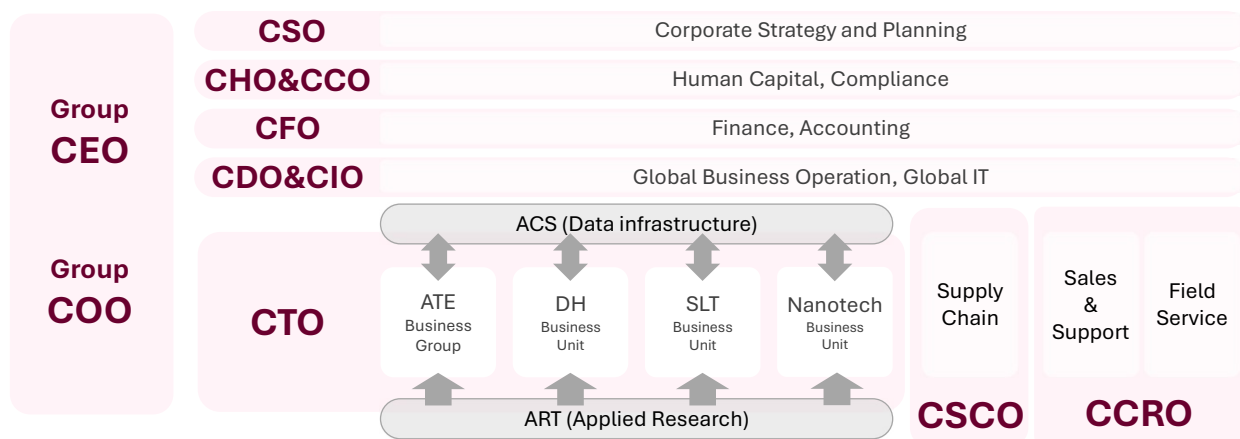 Group
CEO
Group
COO
CSO
Corporate Strategy and Planning
CHO&CCO
Human Capital, Compliance
CFO
Finance, Accounting
CDO&CIO
Global Business Operation, Global IT
ACS (Data infrastructure)
CTO
ATE
Business
Group
DH
Business
Unit
SLT
Business
Unit
Nanotech
Business
Unit
ART (Applied Research)
Supply
Chain
CSCO
Sales
&
Support
Field
Service
CCRO